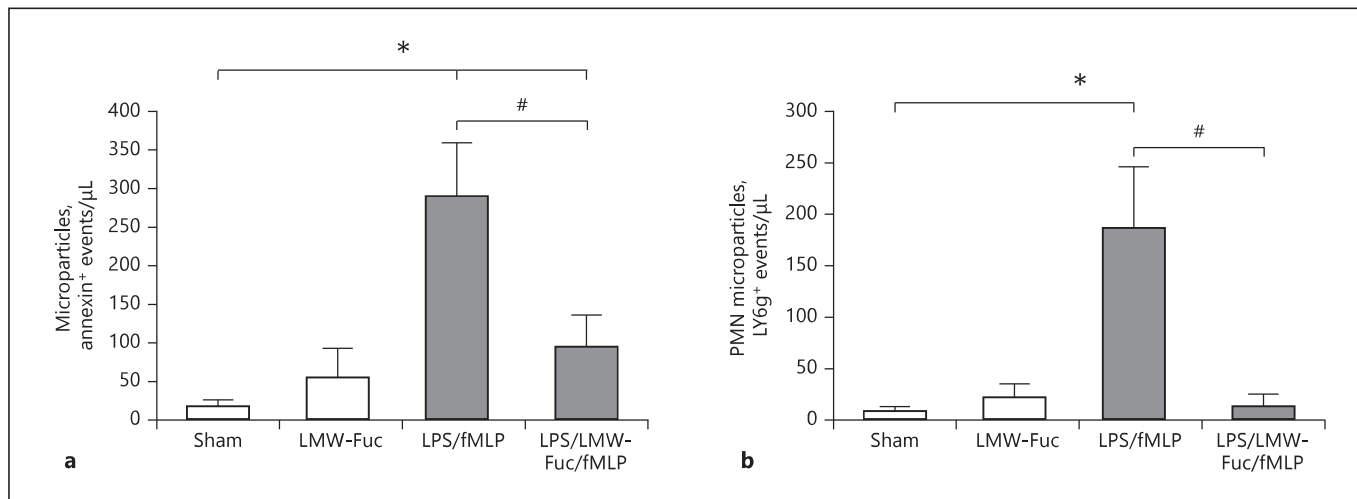 *
#
400
350
300
250
200
150
100
50
0
Microparticles,
annexin⁺ events/μL
Sham
LMW-Fuc
LPS/fMLP
LPS/LMW-
Fuc/fMLP
a
*
#
300
250
200
150
100
50
0
PMN microparticles,
LY6g⁺ events/μL
Sham
LMW-Fuc
LPS/fMLP
LPS/LMW-
Fuc/fMLP
b